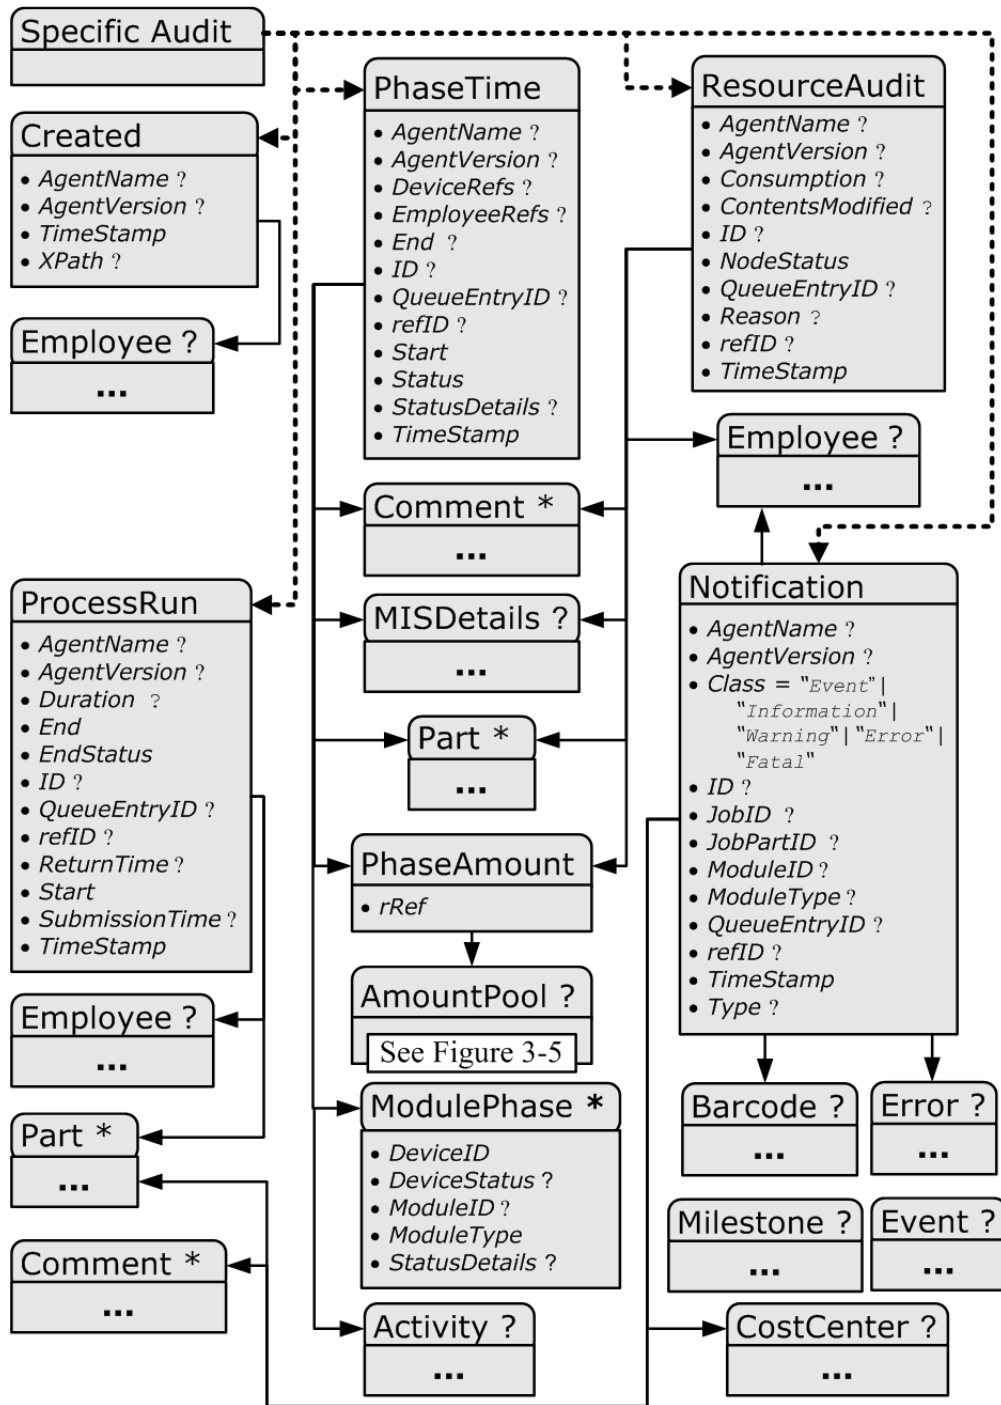 Specific Audit
Created
• AgentName ?
• AgentVersion ?
• TimeStamp
• XPath ?
Employee ?
...
ProcessRun
• AgentName ?
• AgentVersion ?
• Duration ?
• End
• EndStatus
• ID ?
• QueueEntryID ?
• refID ?
• ReturnTime ?
• Start
• SubmissionTime ?
• TimeStamp
Employee ?
...
Part *
...
Comment *
...
PhaseTime
• AgentName ?
• AgentVersion ?
• DeviceRefs ?
• EmployeeRefs ?
• End ?
• ID ?
• QueueEntryID ?
• refID ?
• Start
• Status
• StatusDetails ?
• TimeStamp
Comment *
...
MISDetails ?
...
Part *
...
PhaseAmount
• rRef
AmountPool ?
See Figure 3-5
ModulePhase *
• DeviceID
• DeviceStatus ?
• ModuleID ?
• ModuleType
• StatusDetails ?
Activity ?
...
ResourceAudit
• AgentName ?
• AgentVersion ?
• Consumption ?
• ContentsModified ?
• ID ?
• NodeStatus
• QueueEntryID ?
• Reason ?
• refID ?
• TimeStamp
Employee ?
...
Notification
• AgentName ?
• AgentVersion ?
• Class = "Event" |
"Information" |
"Warning" | "Error" |
"Fatal"
• ID ?
• JobID ?
• JobPartID ?
• ModuleID ?
• ModuleType ?
• QueueEntryID ?
• refID ?
• TimeStamp
• Type ?
Barcode ?
...
Error ?
...
Milestone ?
...
Event ?
...
CostCenter ?
...